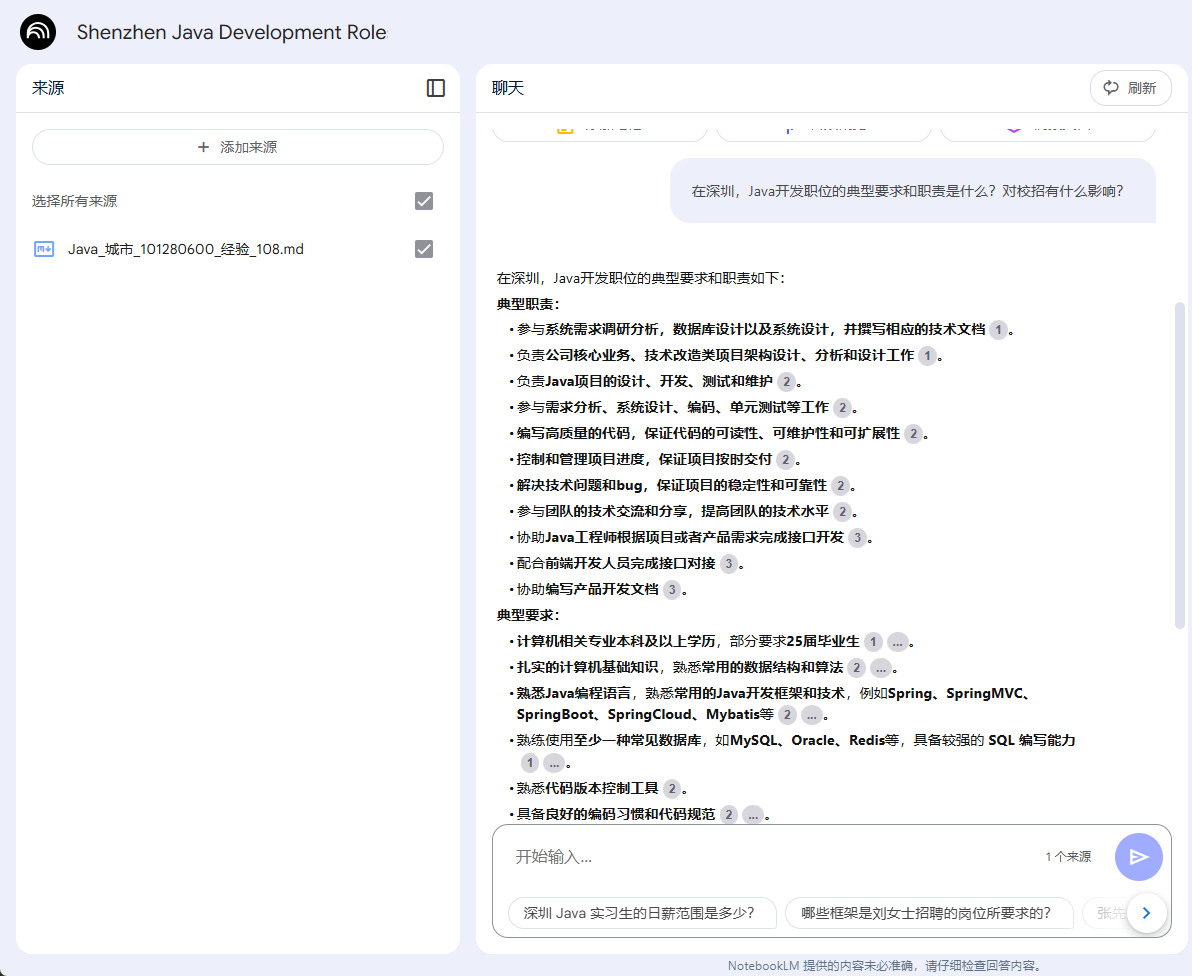 Shenzhen Java Development Role
来源
+ 添加来源
选择所有来源
Java_城市_101280600_经验_108.md
聊天
刷新
在深圳，Java开发职位的典型要求和职责是什么？对校招有什么影响？
在深圳，Java开发职位的典型要求和职责如下：
典型职责：
•参与系统需求调研分析，数据库设计以及系统设计，并撰写相应的技术文档 1 。
•负责公司核心业务、技术改造类项目架构设计、分析和设计工作 1 。
•负责Java项目的设计、开发、测试和维护 2 。
•参与需求分析、系统设计、编码、单元测试等工作 2 。
•编写高质量的代码，保证代码的可读性、可维护性和可扩展性 2 。
•控制和管理项目进度，保证项目按时交付 2 。
•解决技术问题和bug，保证项目的稳定性和可靠性 2 。
•参与团队的技术交流和分享，提高团队的技术水平 2 。
•协助Java工程师根据项目或者产品需求完成接口开发 3 。
•配合前端开发人员完成接口对接 3 。
•协助编写产品开发文档 3 。
典型要求：
•计算机相关专业本科及以上学历，部分要求25届毕业生 1 ... 。
•扎实的计算机基础知识，熟悉常用的数据结构和算法 2 ... 。
•熟悉Java编程语言，熟悉常用的Java开发框架和技术，例如Spring、SpringMVC、
SpringBoot、SpringCloud、Mybatis等 2 ... 。
•熟练使用至少一种常见数据库，如MySQL、Oracle、Redis等，具备较强的 SQL 编写能力
1 ... 。
•熟悉代码版本控制工具 2 。
•具备良好的编码习惯和代码规范 2 ... 。
开始输入...
1 个来源
深圳 Java 实习生的日薪范围是多少？
哪些框架是刘女士招聘的岗位所要求的？
张先
NotebookLM 提供的内容未必准确，请仔细检查回答内容。